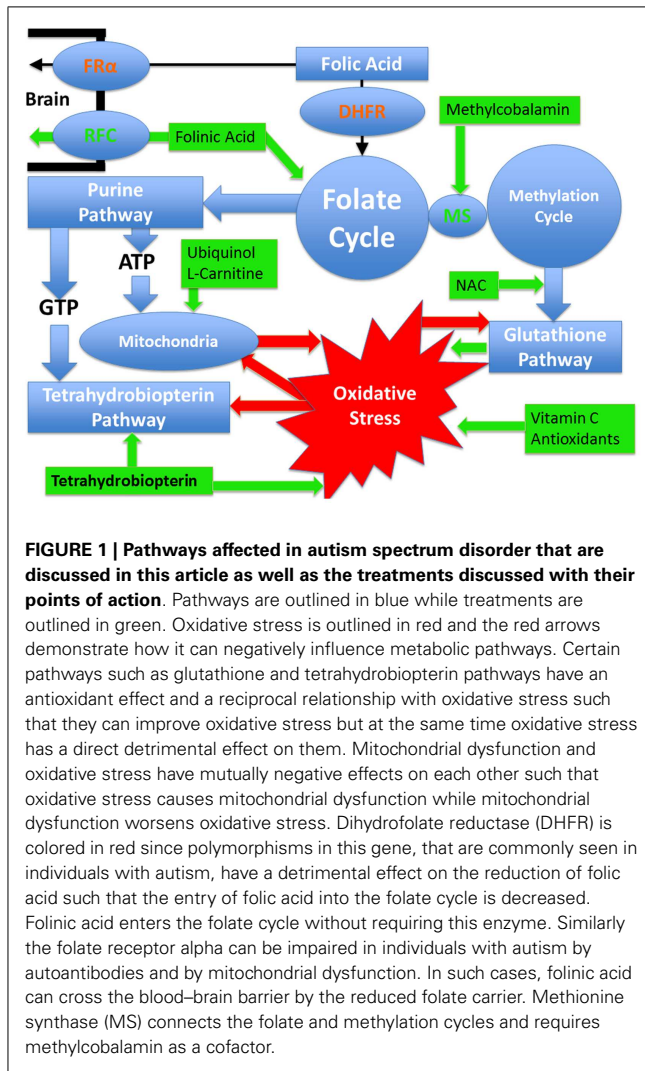 FRα
Folic Acid
Brain
DHFR
Methylcobalamin
RFC
Folinic Acid
Purine
Pathway
Folate
Cycle
MS
Methylation
Cycle
ATP
Ubiquinol
L-Carnitine
NAC
GTP
Mitochondria
Glutathione
Pathway
Tetrahydrobiopterin
Pathway
Oxidative
Stress
Vitamin C
Antioxidants
Tetrahydrobiopterin
FIGURE 1 | Pathways affected in autism spectrum disorder that are
discussed in this article as well as the treatments discussed with their
points of action. Pathways are outlined in blue while treatments are
outlined in green. Oxidative stress is outlined in red and the red arrows
demonstrate how it can negatively influence metabolic pathways. Certain
pathways such as glutathione and tetrahydrobiopterin pathways have an
antioxidant effect and a reciprocal relationship with oxidative stress such
that they can improve oxidative stress but at the same time oxidative stress
has a direct detrimental effect on them. Mitochondrial dysfunction and
oxidative stress have mutually negative effects on each other such that
oxidative stress causes mitochondrial dysfunction while mitochondrial
dysfunction worsens oxidative stress. Dihydrofolate reductase (DHFR) is
colored in red since polymorphisms in this gene, that are commonly seen in
individuals with autism, have a detrimental effect on the reduction of folic
acid such that the entry of folic acid into the folate cycle is decreased.
Folinic acid enters the folate cycle without requiring this enzyme. Similarly
the folate receptor alpha can be impaired in individuals with autism by
autoantibodies and by mitochondrial dysfunction. In such cases, folinic acid
can cross the blood–brain barrier by the reduced folate carrier. Methionine
synthase (MS) connects the folate and methylation cycles and requires
methylcobalamin as a cofactor.